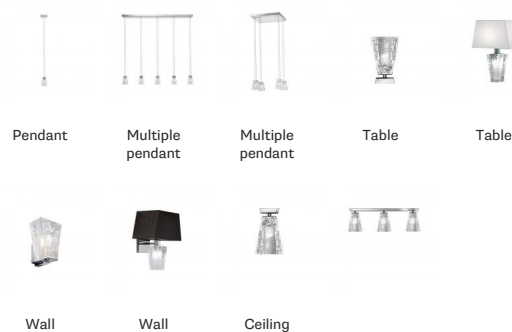 Pendant
Multiple
pendant
Multiple
pendant
Table
Table
Wall
Wall
Ceiling